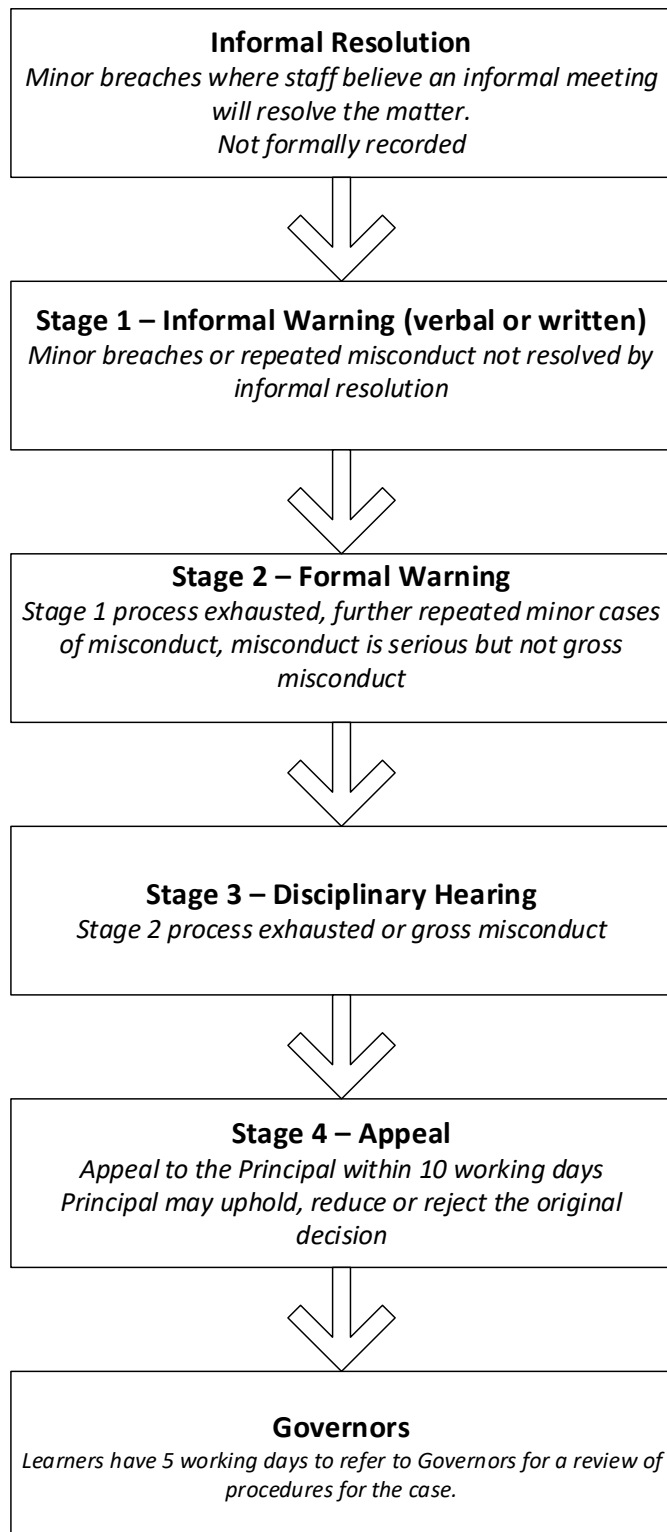 Informal Resolution
Minor breaches where staff believe an informal meeting
will resolve the matter.
Not formally recorded
Stage 1 – Informal Warning (verbal or written)
Minor breaches or repeated misconduct not resolved by
informal resolution
Stage 2 – Formal Warning
Stage 1 process exhausted, further repeated minor cases
of misconduct, misconduct is serious but not gross
misconduct
Stage 3 – Disciplinary Hearing
Stage 2 process exhausted or gross misconduct
Stage 4 – Appeal
Appeal to the Principal within 10 working days
Principal may uphold, reduce or reject the original
decision
Governors
Learners have 5 working days to refer to Governors for a review of
procedures for the case.